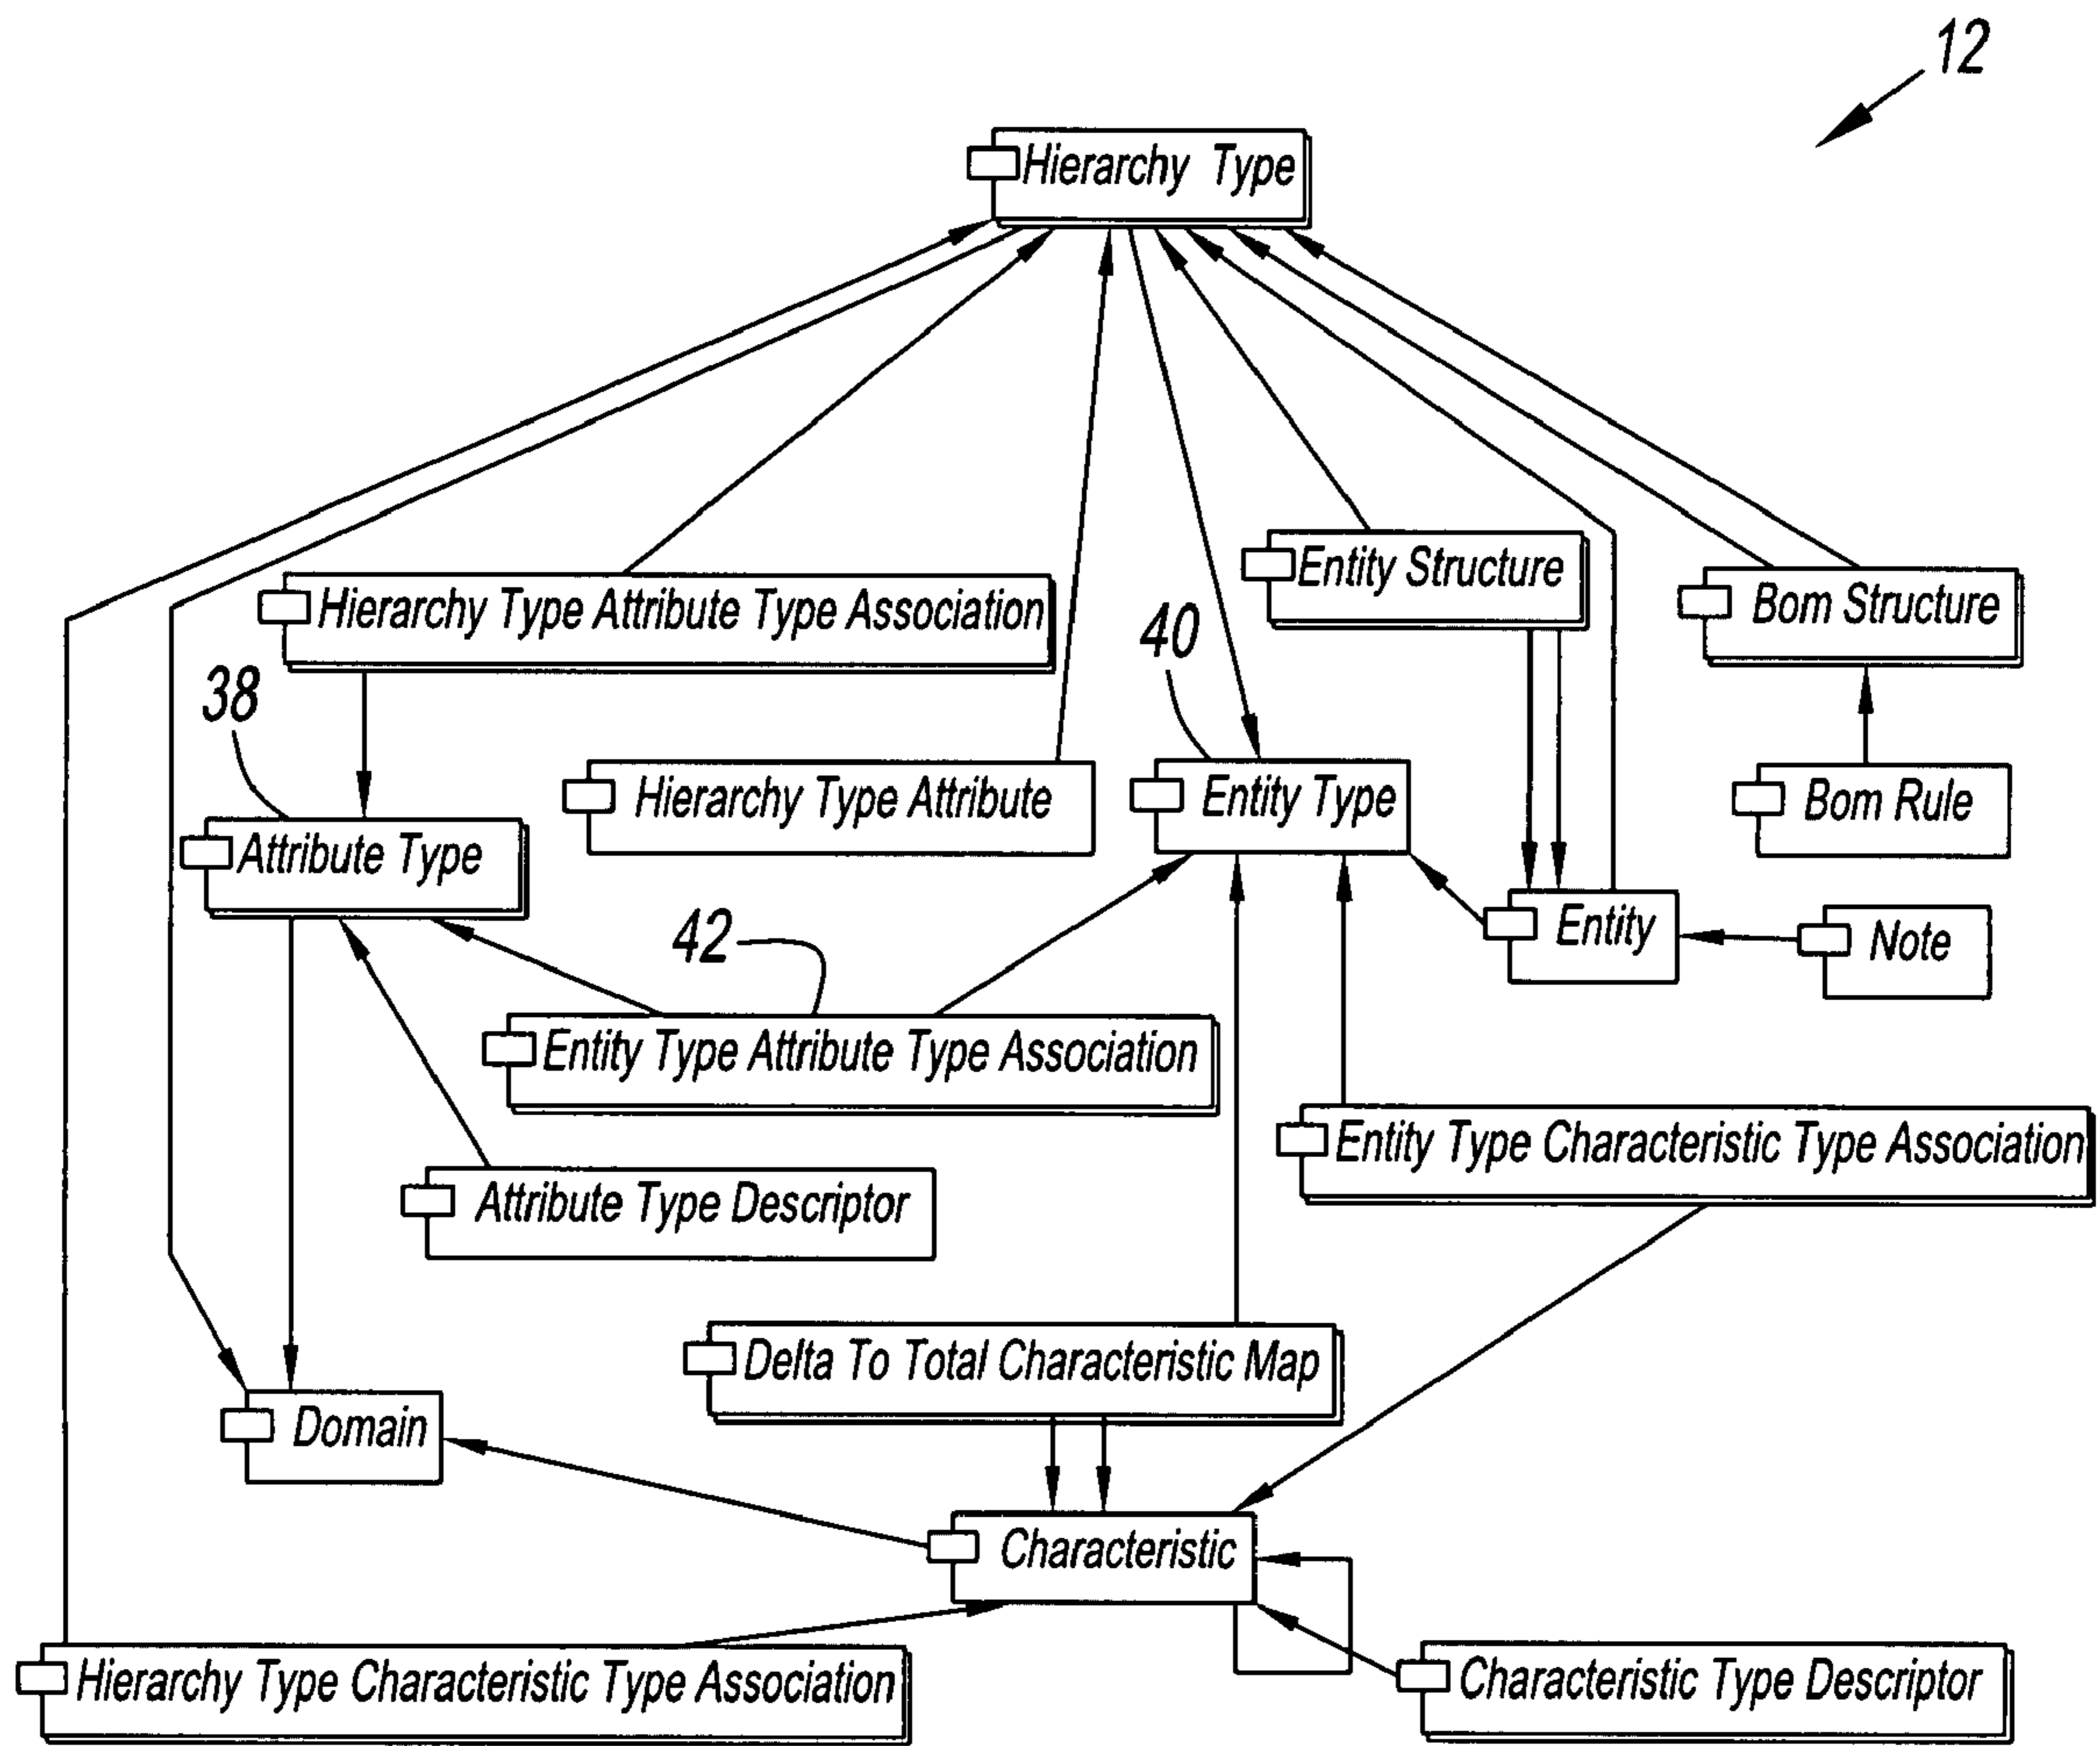 12
Hierarchy Type
Entity Structure
Hierarchy Type Attribute Type Association
Bom Structure
40
38
Hierarchy Type Attribute
Entity Type
Bom Rule
Attribute Type
42
Entity
Note
Entity Type Attribute Type Association
Entity Type Characteristic Type Association
Attribute Type Descriptor
Delta To Total Characteristic Map
Domain
Characteristic
Hierarchy Type Characteristic Type Association
Characteristic Type Descriptor